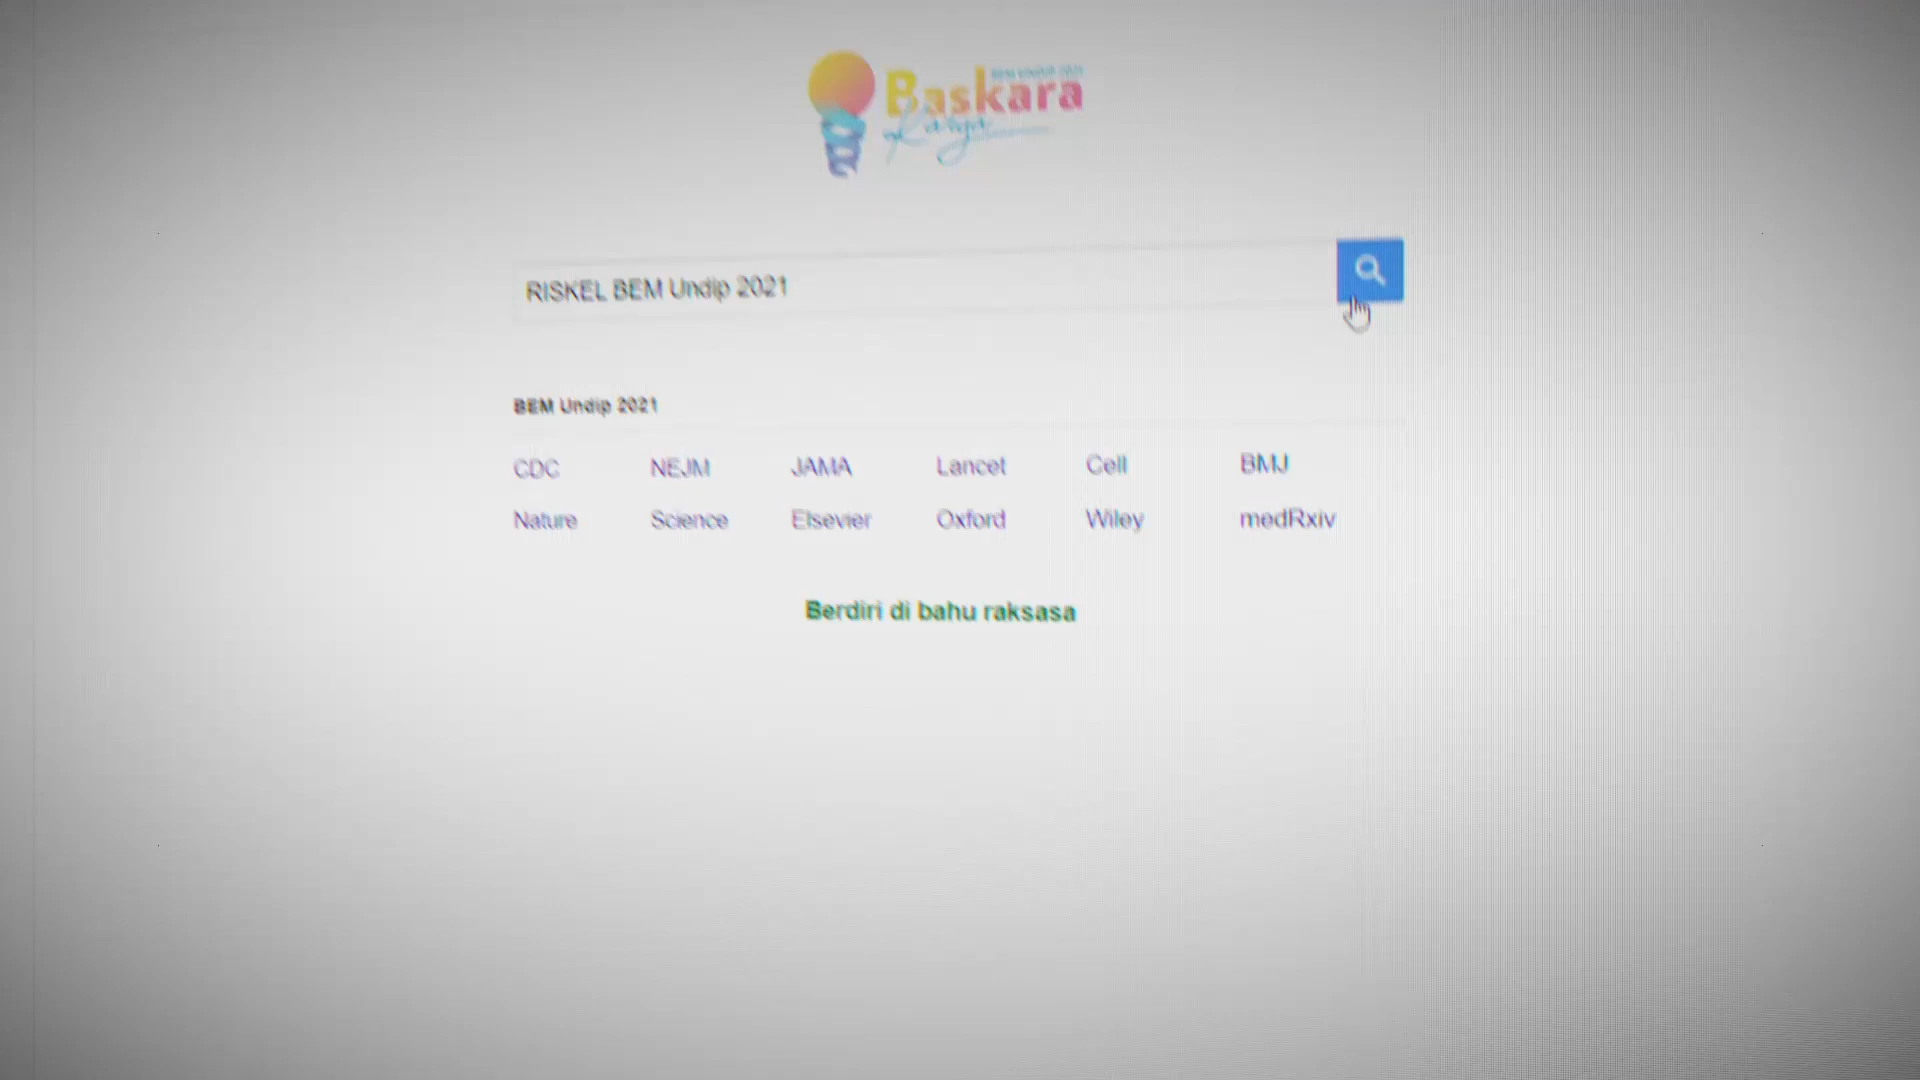 Baskara
Karya
RISKEL BEM Undip 2021
BEM Undip 2021
CDC NEJM JAMA Lancet Cell BMJ
Nature Science Elsevier Oxford Wiley medRxiv
Berdiri di bahu raksasa